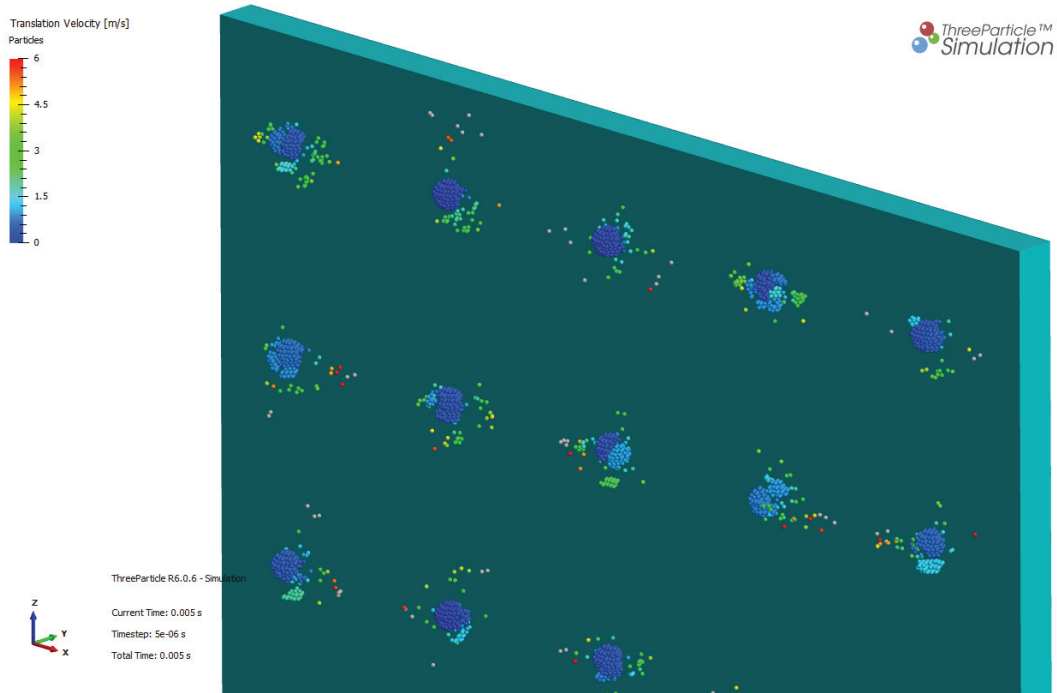 Translation Velocity [m/s]
Particles
6
4.5
3
1.5
0
ThreeParticle™
Simulation
ThreeParticle R6.0.6 - Simulation
Current Time: 0.005 s
Timestep: 5e-06 s
Total Time: 0.005 s
Z
Y
X